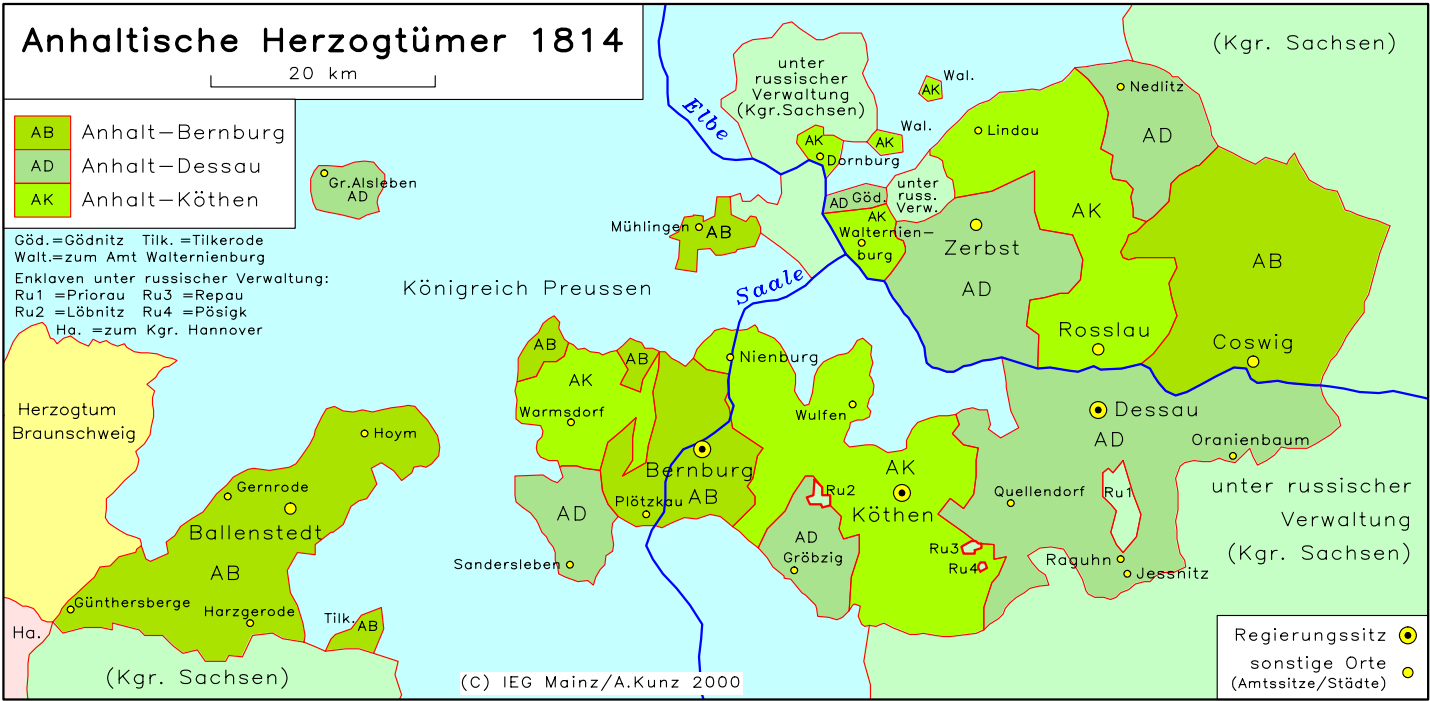 Anhaltische Herzogtümer 1814
20 km
AB Anhalt-Bernburg
AD Anhalt-Dessau
AK Anhalt-Köthen
Göd.=Gödnitz Tilk.=Tilkerode
Walt.=zum Amt Walternienburg
Enklaven unter russischer Verwaltung:
Ru1 =Priorau Ru3 =Repau
Ru2 =Löbnitz Ru4 =Pösigk
Ha. =zum Kgr. Hannover
(Kgr. Sachsen)
unter
russischer
Verwaltung
(Kgr.Sachsen)
Elbe
Wal.
AK
Wal.
AK
AK
Dornburg
Lindau
Nedlitz
AD
Gr.Alsleben
AD
unter
russ.
Verw.
AD Göd.
AK
Walternien-
burg
Mühlingen
AB
AK
Zerbst
AD
AB
Königreich Preussen
Saale
Rosslau
Coswig
AB
AB
AK
Nienburg
Warmsdorf
Wulfen
Herzogtum
Braunschweig
Hoym
Dessau
AD
Oranienbaum
Bernburg
AB
Plötzkau
AK
Köthen
Gernrode
Ballenstedt
AB
Ru2
Quellendorf
Ru1
unter russischer
Verwaltung
(Kgr. Sachsen)
AD
Sandersleben
AD
Gröbzig
Ru3
Ru4
Raguhn
Jessnitz
Günthersberge
Harzgerode
Tilk.
AB
Ha.
(Kgr. Sachsen)
(C) IEG Mainz/A.Kunz 2000
Regierungssitz
sonstige Orte
(Amtssitze/Städte)